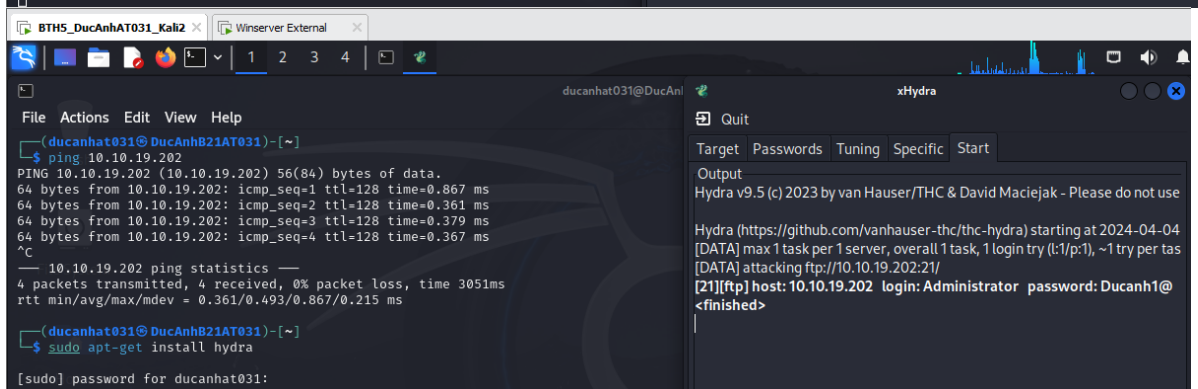 BTH5_DucAnhAT031_Kali2 × Winserver External ×
1 2 3 4
ducanhat031@DucAnl
File Actions Edit View Help
(ducanhat031㉿DucAnhB21AT031)-[~]
$ ping 10.10.19.202
PING 10.10.19.202 (10.10.19.202) 56(84) bytes of data.
64 bytes from 10.10.19.202: icmp_seq=1 ttl=128 time=0.867 ms
64 bytes from 10.10.19.202: icmp_seq=2 ttl=128 time=0.361 ms
64 bytes from 10.10.19.202: icmp_seq=3 ttl=128 time=0.379 ms
64 bytes from 10.10.19.202: icmp_seq=4 ttl=128 time=0.367 ms
^C
— 10.10.19.202 ping statistics —
4 packets transmitted, 4 received, 0% packet loss, time 3051ms
rtt min/avg/max/mdev = 0.361/0.493/0.867/0.215 ms
(ducanhat031㉿DucAnhB21AT031)-[~]
$ sudo apt-get install hydra
[sudo] password for ducanhat031:
xHydra
Quit
Target Passwords Tuning Specific Start
Output
Hydra v9.5 (c) 2023 by van Hauser/THC & David Maciejak - Please do not use
Hydra (https://github.com/vanhauser-thc/thc-hydra) starting at 2024-04-04
[DATA] max 1 task per 1 server, overall 1 task, 1 login try (l:1/p:1), ~1 try per tas
[DATA] attacking ftp://10.10.19.202:21/
[21][ftp] host: 10.10.19.202 login: Administrator password: Ducanh1@
<finished>